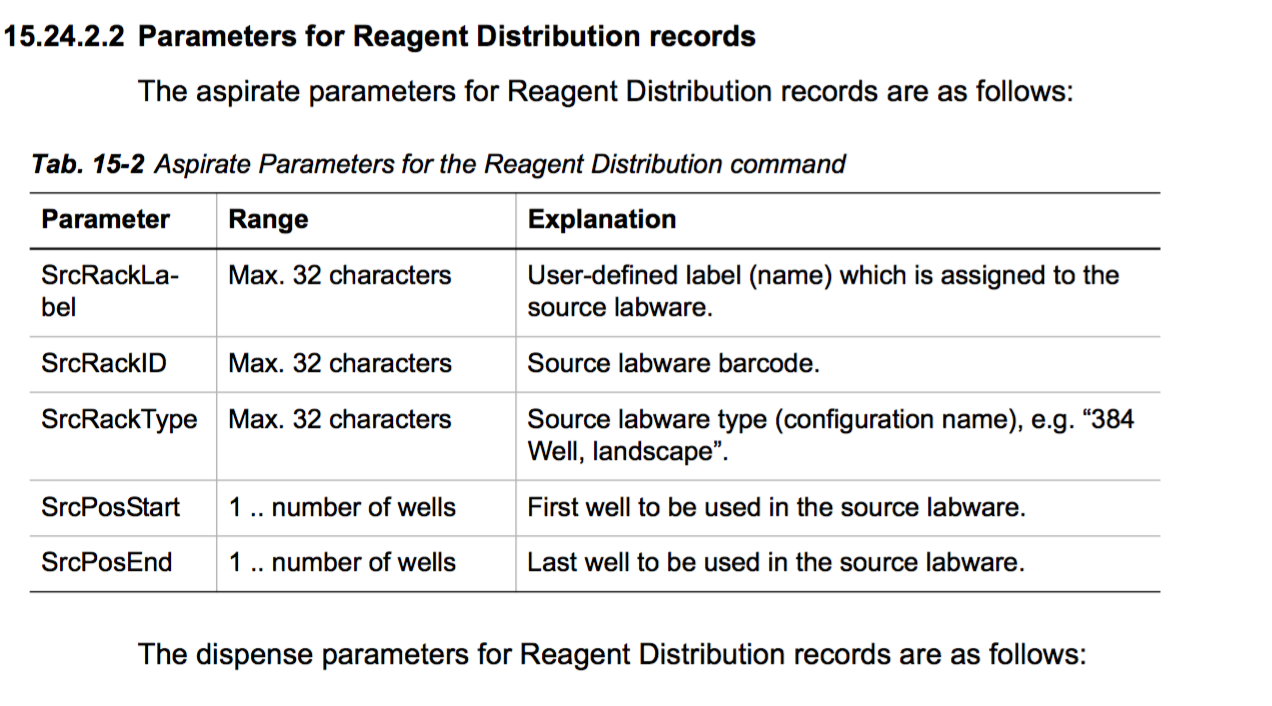 15.24.2.2 Parameters for Reagent Distribution records
The aspirate parameters for Reagent Distribution records are as follows:
Tab. 15-2 Aspirate Parameters for the Reagent Distribution command
Parameter Range Explanation
SrcRackLa- Max. 32 characters User-defined label (name) which is assigned to the
bel source labware.
SrcRackID Max. 32 characters Source labware barcode.
SrcRackType Max. 32 characters Source labware type (configuration name), e.g. “384
Well, landscape”.
SrcPosStart 1 .. number of wells First well to be used in the source labware.
SrcPosEnd 1 .. number of wells Last well to be used in the source labware.
The dispense parameters for Reagent Distribution records are as follows: